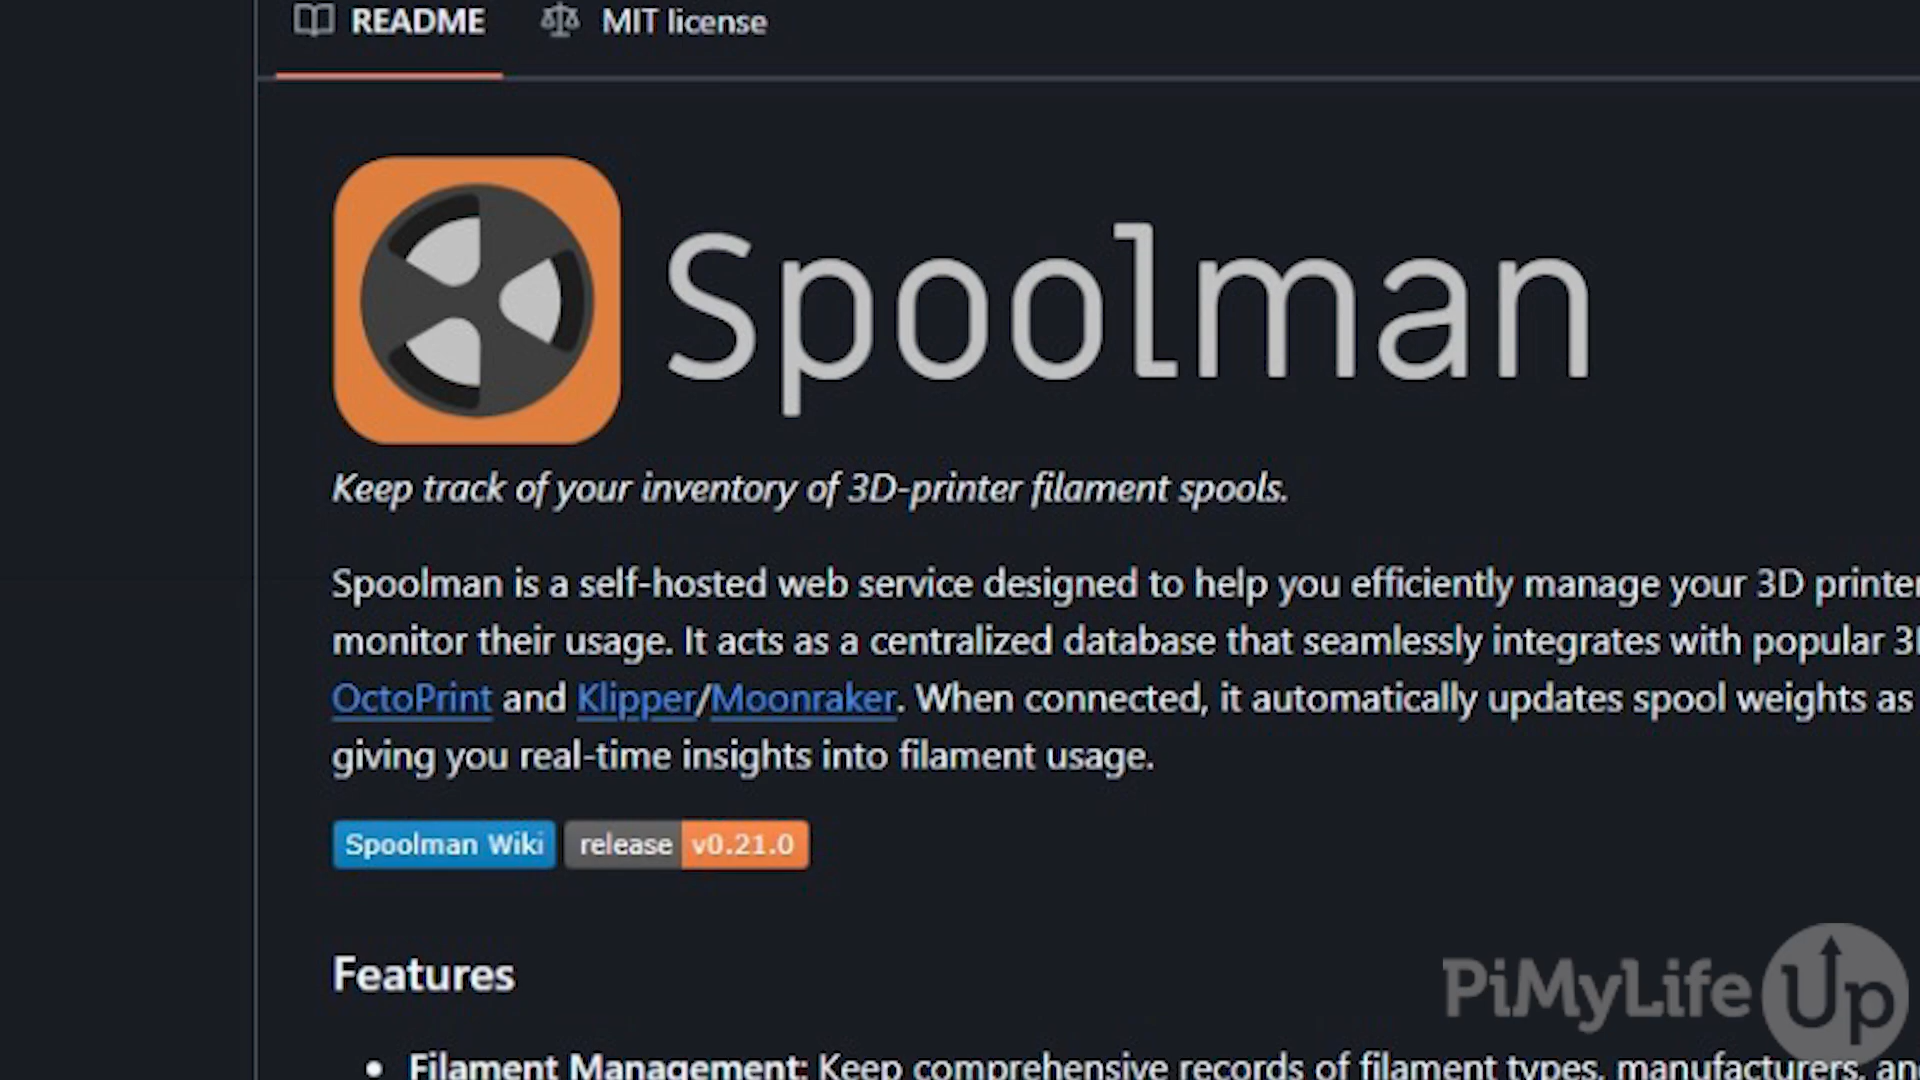 README MIT license
Spoolman
Keep track of your inventory of 3D-printer filament spools.
Spoolman is a self-hosted web service designed to help you efficiently manage your 3D printer
monitor their usage. It acts as a centralized database that seamlessly integrates with popular
OctoPrint and Klipper/Moonraker. When connected, it automatically updates spool weights as
giving you real-time insights into filament usage.
Spoolman Wiki release v0.21.0
Features
PiMyLifeUp
• Filament Management: Keep comprehensive records of filament types, manufacturers,